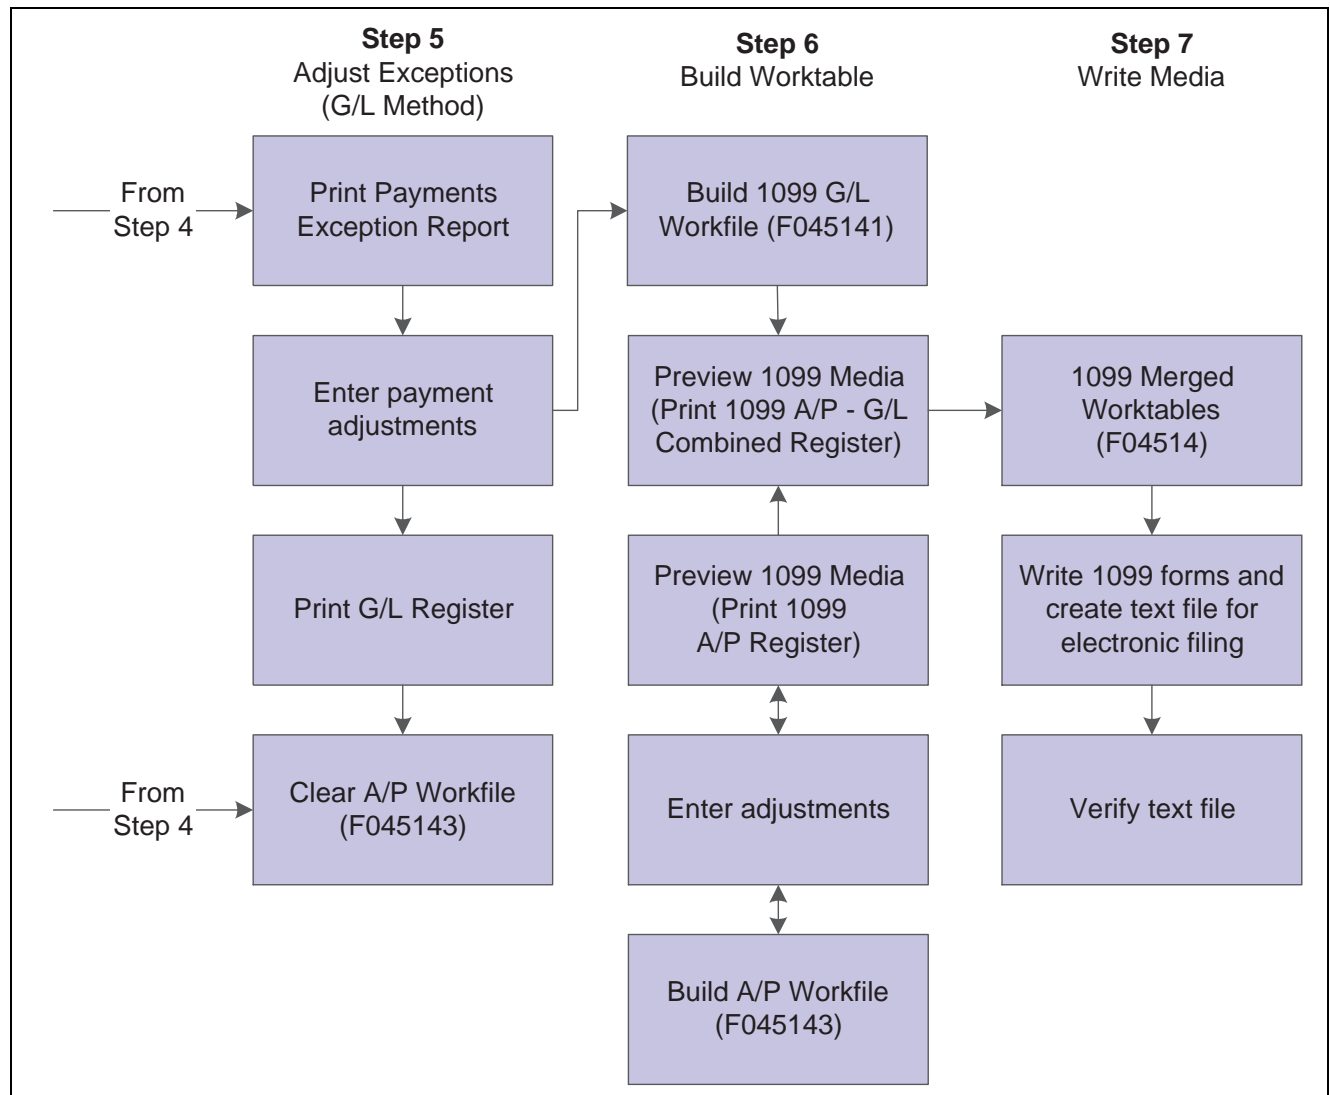 Step 5
Adjust Exceptions
(G/L Method)
From
Step 4
Print Payments
Exception Report
Enter payment
adjustments
Print G/L Register
From
Step 4
Clear A/P Workfile
(F045143)
Step 6
Build Worktable
Build 1099 G/L
Workfile (F045141)
Preview 1099 Media
(Print 1099 A/P - G/L
Combined Register)
Preview 1099 Media
(Print 1099
A/P Register)
Enter adjustments
Build A/P Workfile
(F045143)
Step 7
Write Media
1099 Merged
Worktables
(F04514)
Write 1099 forms and
create text file for
electronic filing
Verify text file